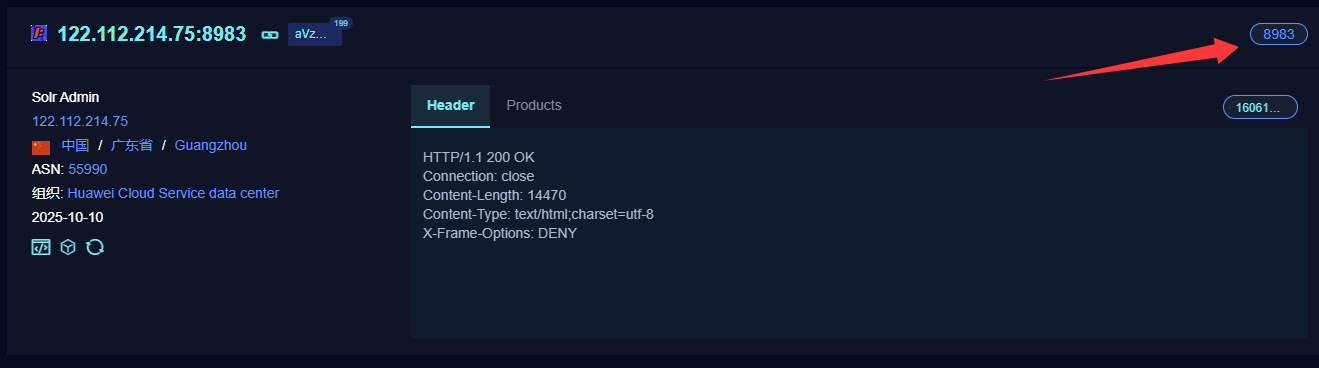 122.112.214.75:8983 aVz... 199 8983
Solr Admin
122.112.214.75
中国 / 广东省 / Guangzhou
ASN: 55990
组织: Huawei Cloud Service data center
2025-10-10
Header Products 16061...
HTTP/1.1 200 OK
Connection: close
Content-Length: 14470
Content-Type: text/html;charset=utf-8
X-Frame-Options: DENY